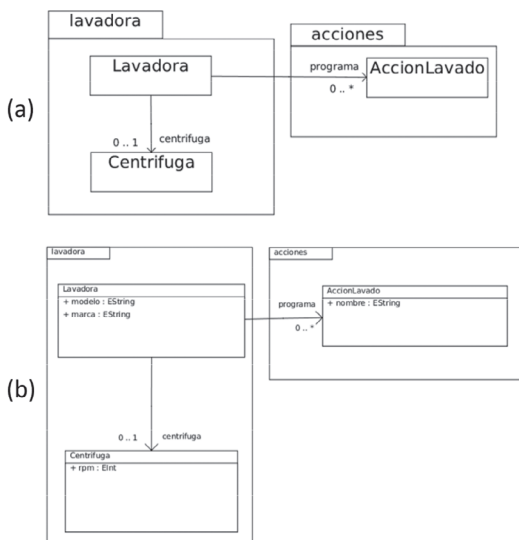 (a)
lavadora
acciones
Lavadora
programa
AccionLavado
0 .. *
0 .. 1
centrifuga
Centrifuga
(b)
lavadora
acciones
Lavadora
+ modelo : EString
+ marca : EString
programa
AccionLavado
+ nombre : EString
0 .. *
0 .. 1
centrifuga
Centrifuga
+ rpm : EInt